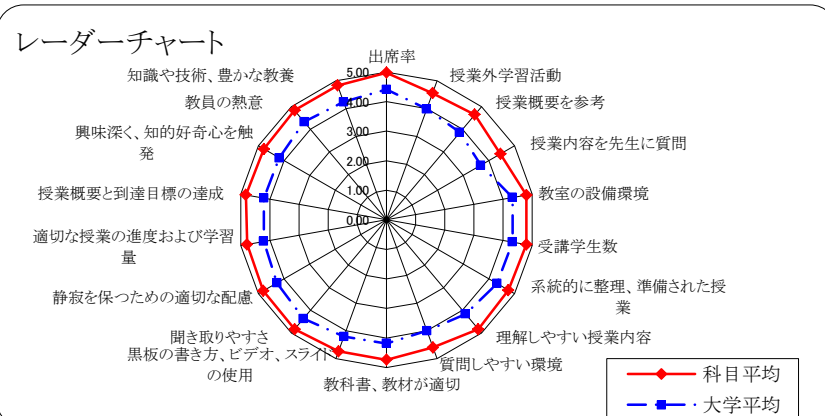 レーダーチャート
出席率
授業外学習活動
授業概要を参考
授業内容を先生に質問
教室の設備環境
受講学生数
系統的に整理、準備された授
業
理解しやすい授業内容
質問しやすい環境
教科書、教材が適切
黒板の書き方、ビデオ、スライド
の使用
聞き取りやすさ
静寂を保つための適切な配慮
適切な授業の進度および学習
量
授業概要と到達目標の達成
興味深く、知的好奇心を触
発
教員の熱意
知識や技術、豊かな教養
5.00
4.00
3.00
2.00
1.00
0.00
科目平均
大学平均